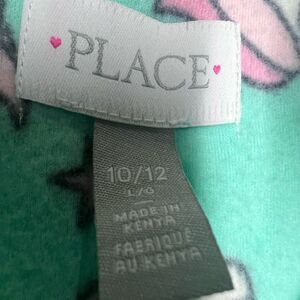 PLACE
10/12
L/G
MADE IN
KENYA
FABRIQUÉ
AU KENYA